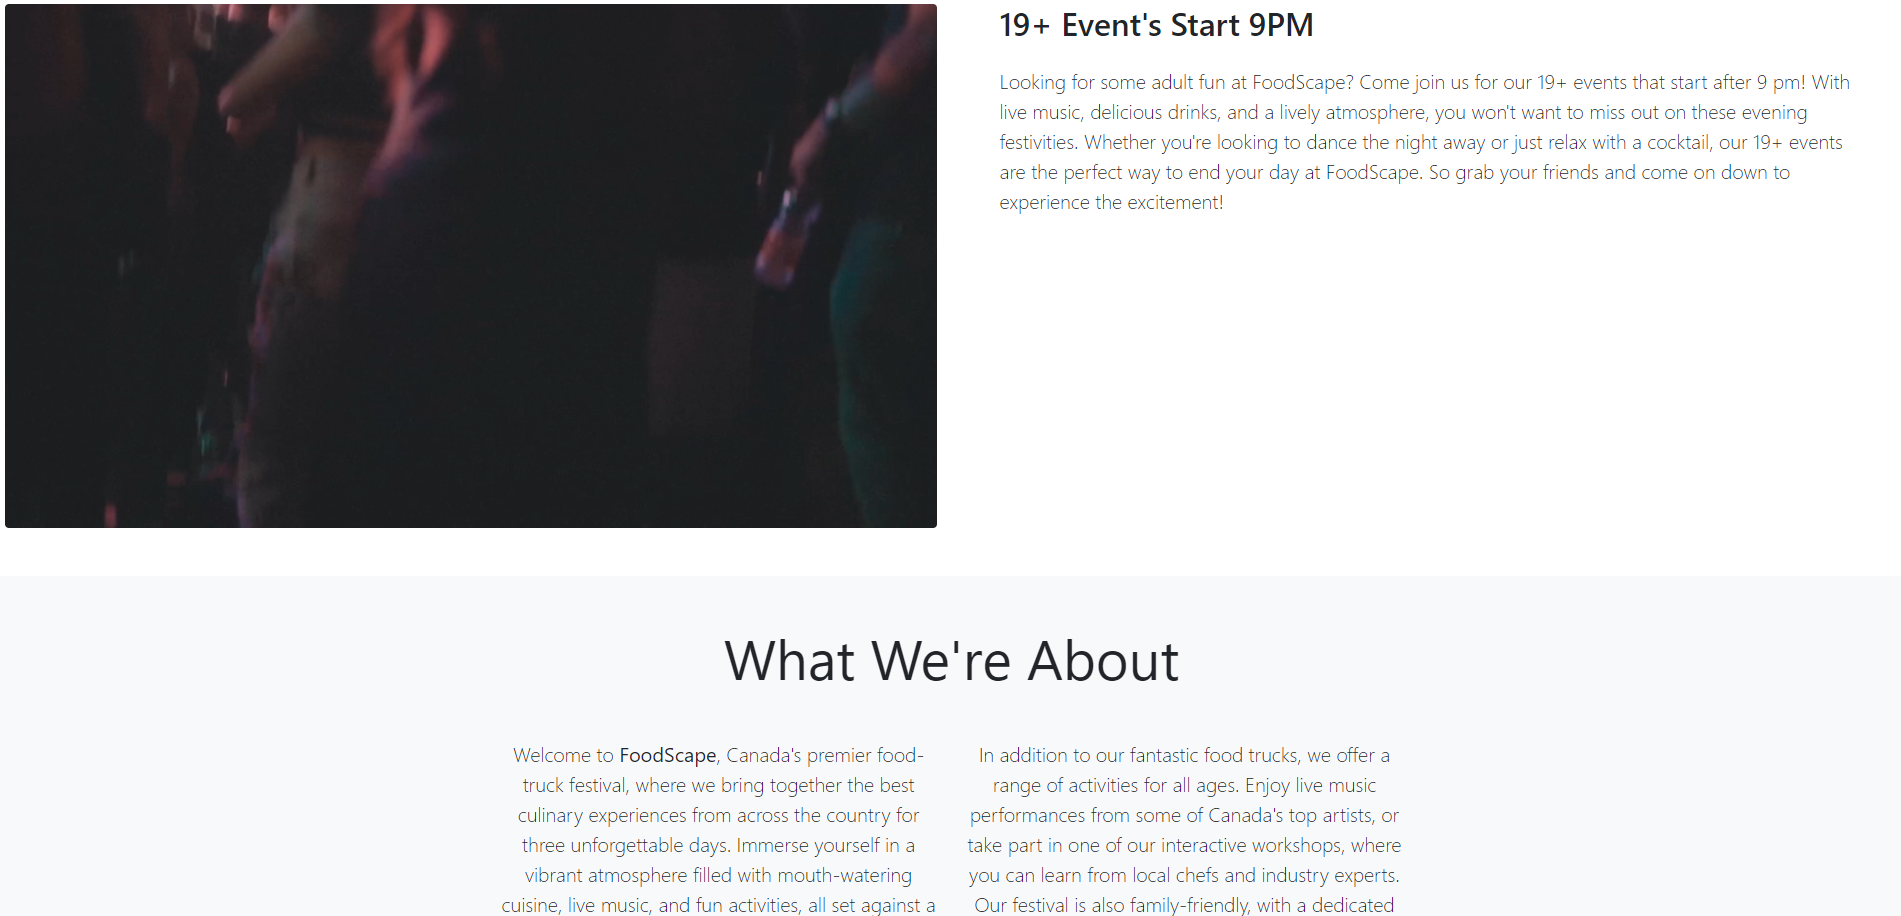 19+ Event's Start 9PM
Looking for some adult fun at FoodScape? Come join us for our 19+ events that start after 9 pm! With
live music, delicious drinks, and a lively atmosphere, you won't want to miss out on these evening
festivities. Whether you're looking to dance the night away or just relax with a cocktail, our 19+ events
are the perfect way to end your day at FoodScape. So grab your friends and come on down to
experience the excitement!
What We're About
Welcome to FoodScape, Canada's premier food-
truck festival, where we bring together the best
culinary experiences from across the country for
three unforgettable days. Immerse yourself in a
vibrant atmosphere filled with mouth-watering
cuisine, live music, and fun activities, all set against a
In addition to our fantastic food trucks, we offer a
range of activities for all ages. Enjoy live music
performances from some of Canada's top artists, or
take part in one of our interactive workshops, where
you can learn from local chefs and industry experts.
Our festival is also family-friendly, with a dedicated